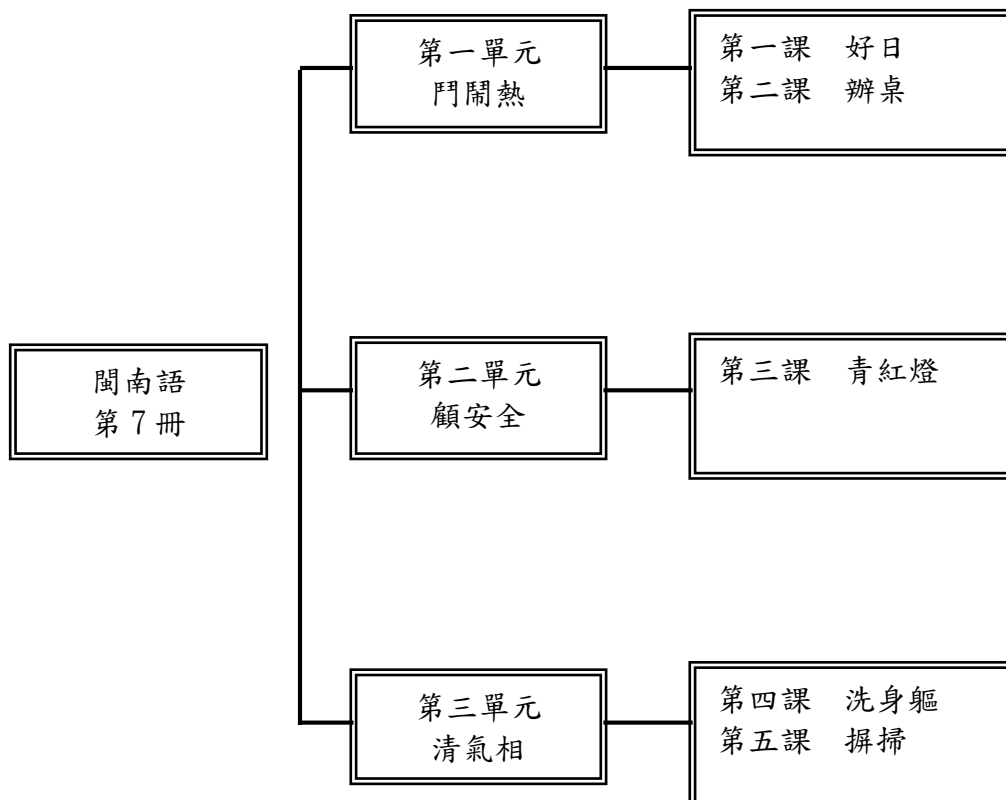 閩南語
第7冊
第一單元
鬥鬧熱
第一課 好日
第二課 辦桌
第二單元
顧安全
第三課 青紅燈
第三單元
清氣相
第四課 洗身軀
第五課 摒掃